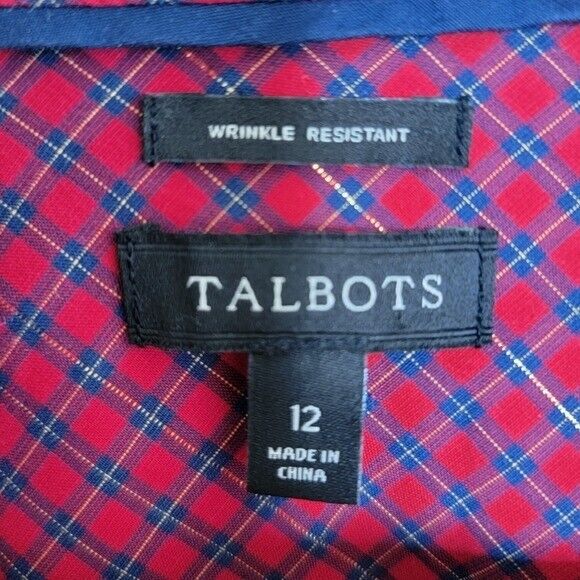 WRINKLE RESISTANT
TALBOTS
12
MADE IN
CHINA